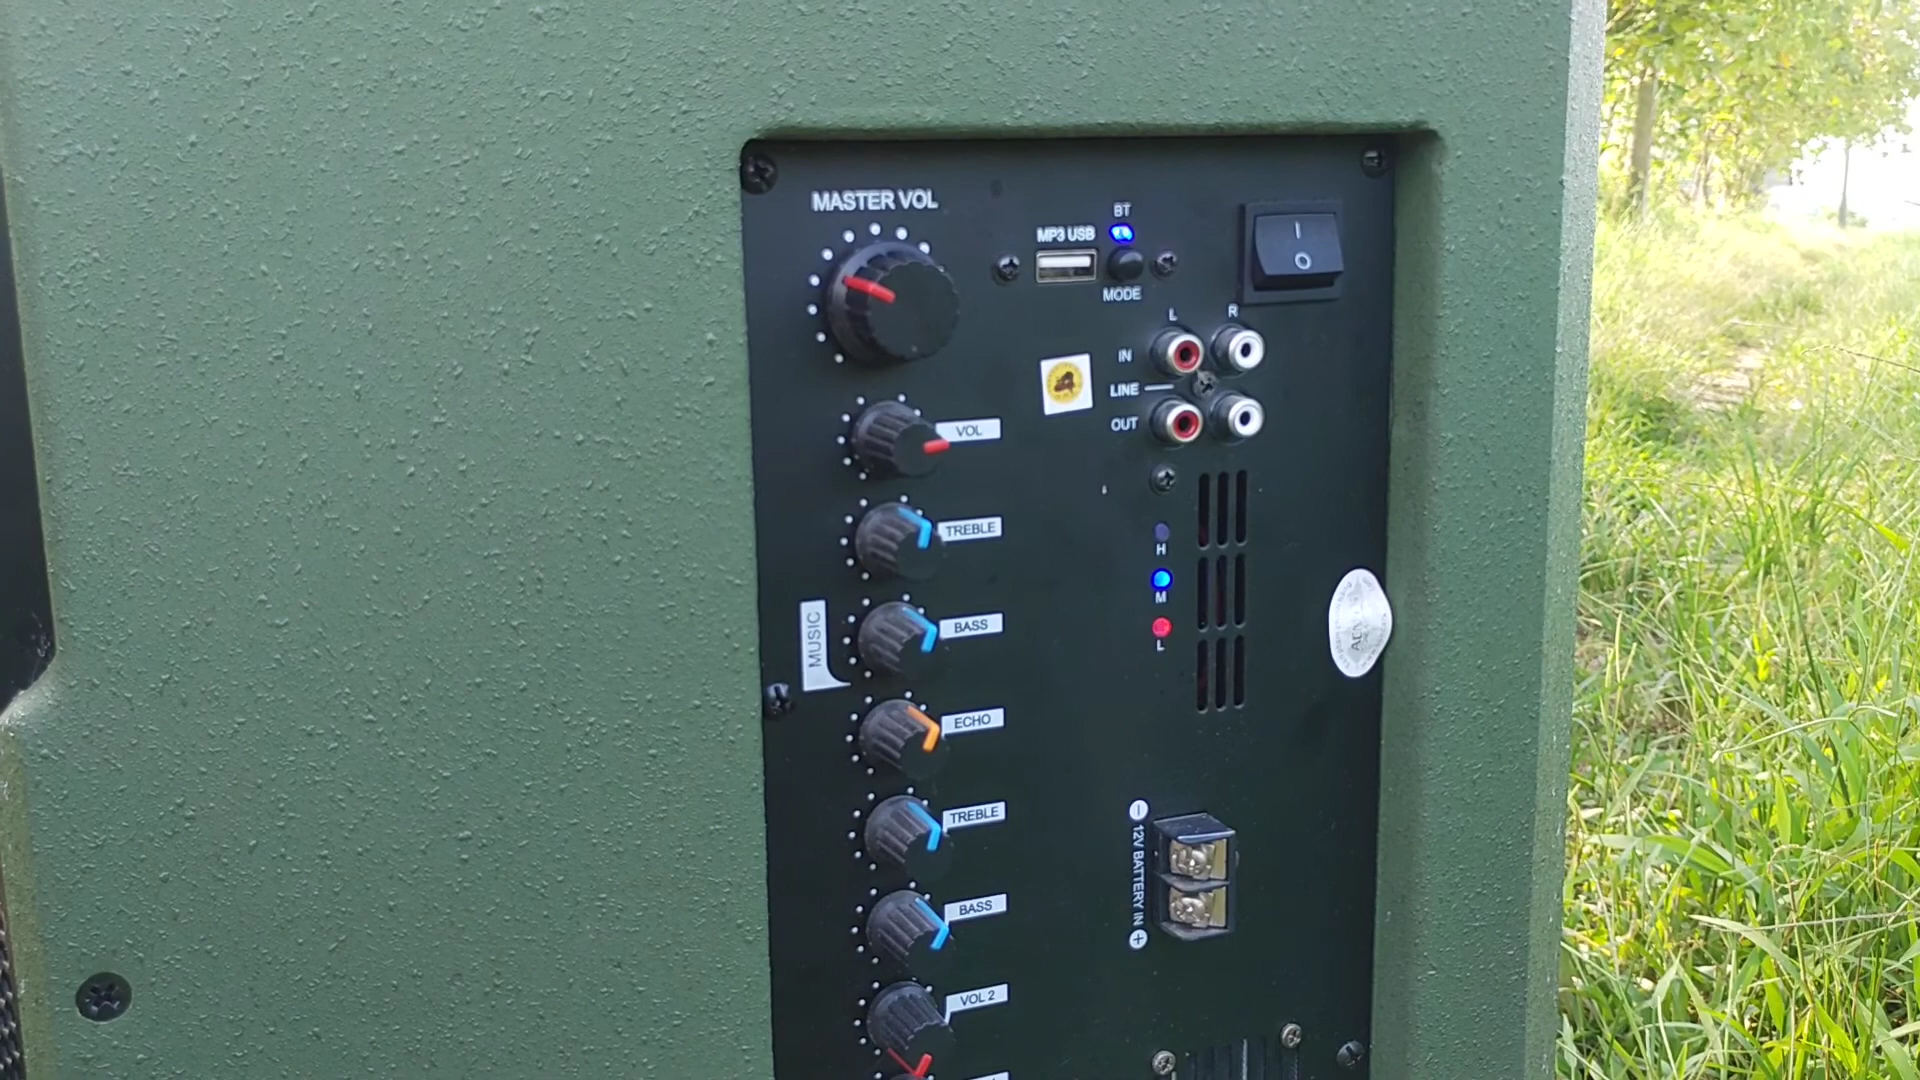 MASTER VOL
BT
MP3 USB
MODE
I
O
L R
IN
LINE
OUT
VOL
TREBLE
H
M
L
BASS
MUSIC
ECHO
TREBLE
− 12V BATTERY IN +
BASS
VOL 2